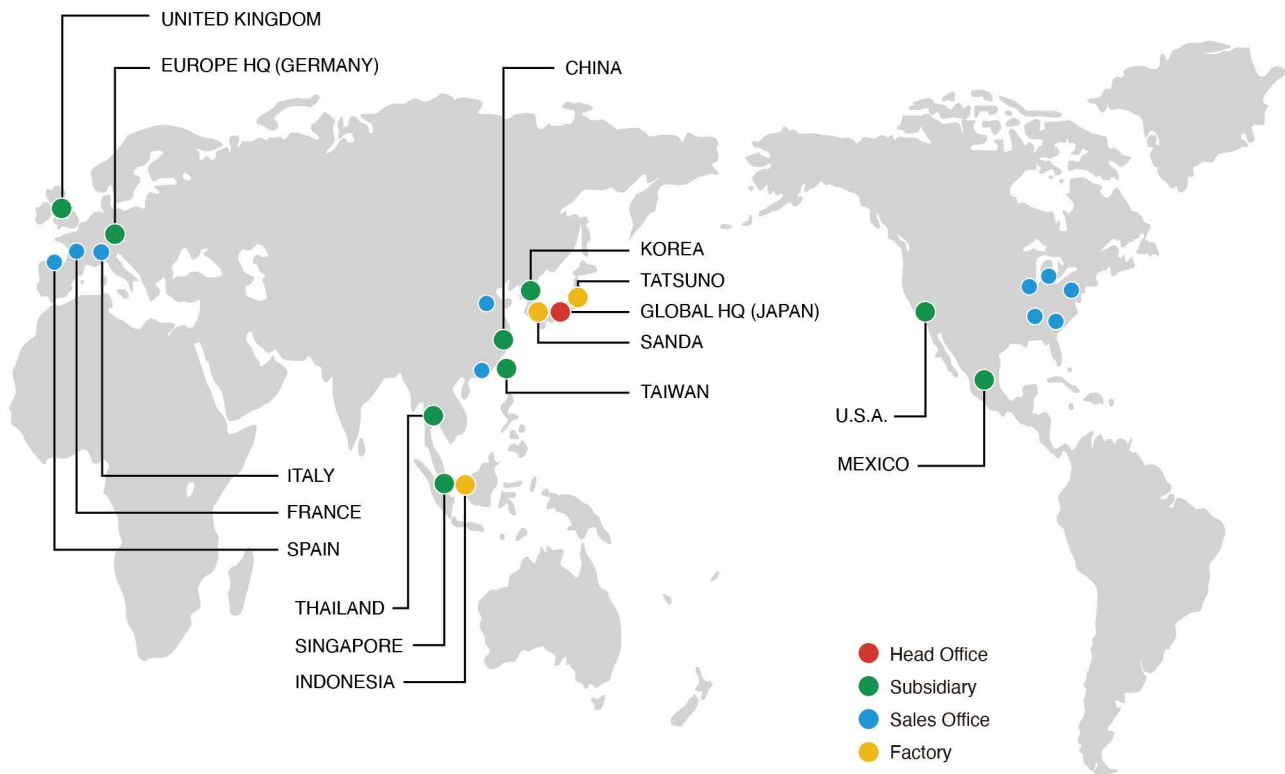 UNITED KINGDOM
EUROPE HQ (GERMANY)
CHINA
KOREA
TATSUNO
GLOBAL HQ (JAPAN)
SANDA
TAIWAN
U.S.A.
MEXICO
ITALY
FRANCE
SPAIN
THAILAND
SINGAPORE
INDONESIA
Head Office
Subsidiary
Sales Office
Factory